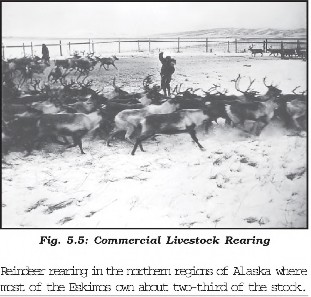 Fig. 5.5: Commercial Livestock Rearing
Reindeer rearing in the northern regions of Alaska where
most of the Eskimos own about two-third of the stock.